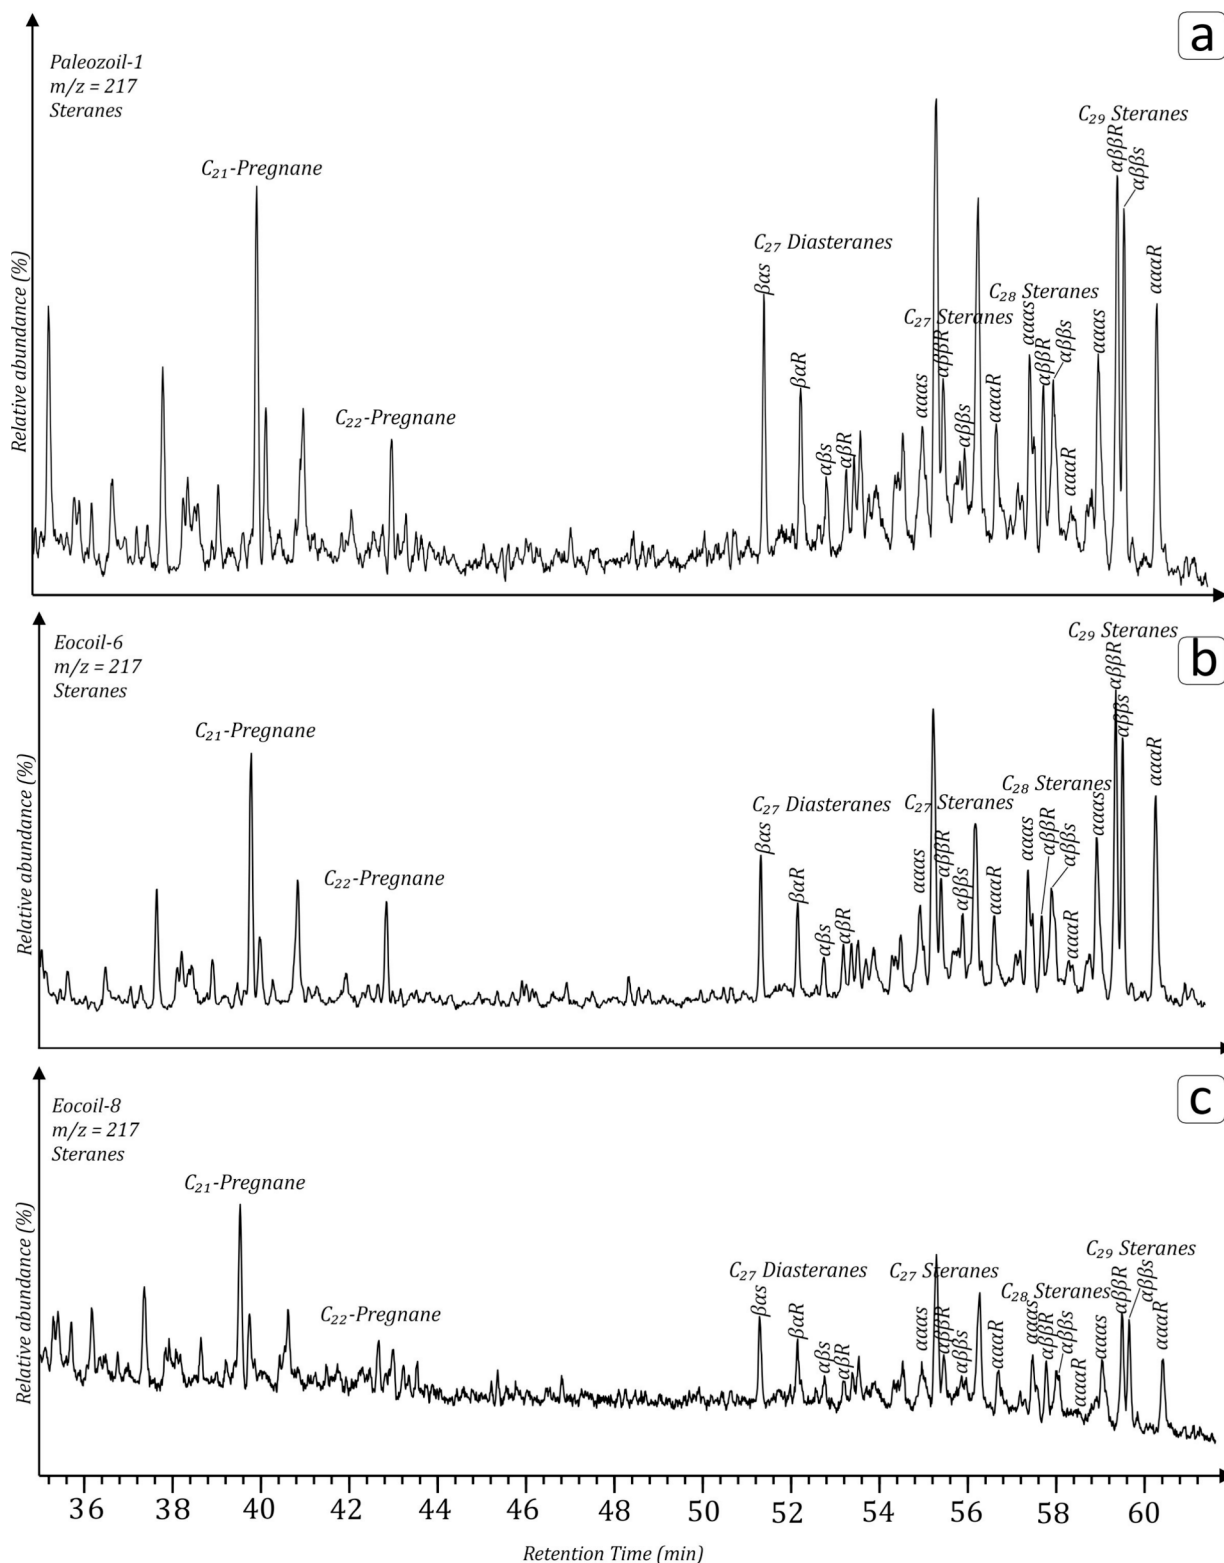 a
Paleozoil-1
m/z = 217
Steranes
Relative abundance (%)
C₂₁-Pregnane
C₂₂-Pregnane
C₂₇ Diasteranes
βαs
βαR
αβs
αβR
C₂₇ Steranes
αααs
αββR
αββs
αααR
C₂₈ Steranes
αααs
αββR
αββs
αααR
C₂₉ Steranes
αααs
αββR
αββs
αααR
b
Eocoil-6
m/z = 217
Steranes
Relative abundance (%)
C₂₁-Pregnane
C₂₂-Pregnane
C₂₇ Diasteranes
βαs
βαR
αβs
αβR
C₂₇ Steranes
αααs
αββR
αββs
αααR
C₂₈ Steranes
αααs
αββR
αββs
αααR
C₂₉ Steranes
αααs
αββR
αββs
αααR
c
Eocoil-8
m/z = 217
Steranes
Relative abundance (%)
C₂₁-Pregnane
C₂₂-Pregnane
C₂₇ Diasteranes
βαs
βαR
αβs
αβR
C₂₇ Steranes
αααs
αββR
αββs
αααR
C₂₈ Steranes
αααs
αββR
αββs
αααR
C₂₉ Steranes
αααs
αββR
αββs
αααR
36 38 40 42 44 46 48 50 52 54 56 58 60
Retention Time (min)